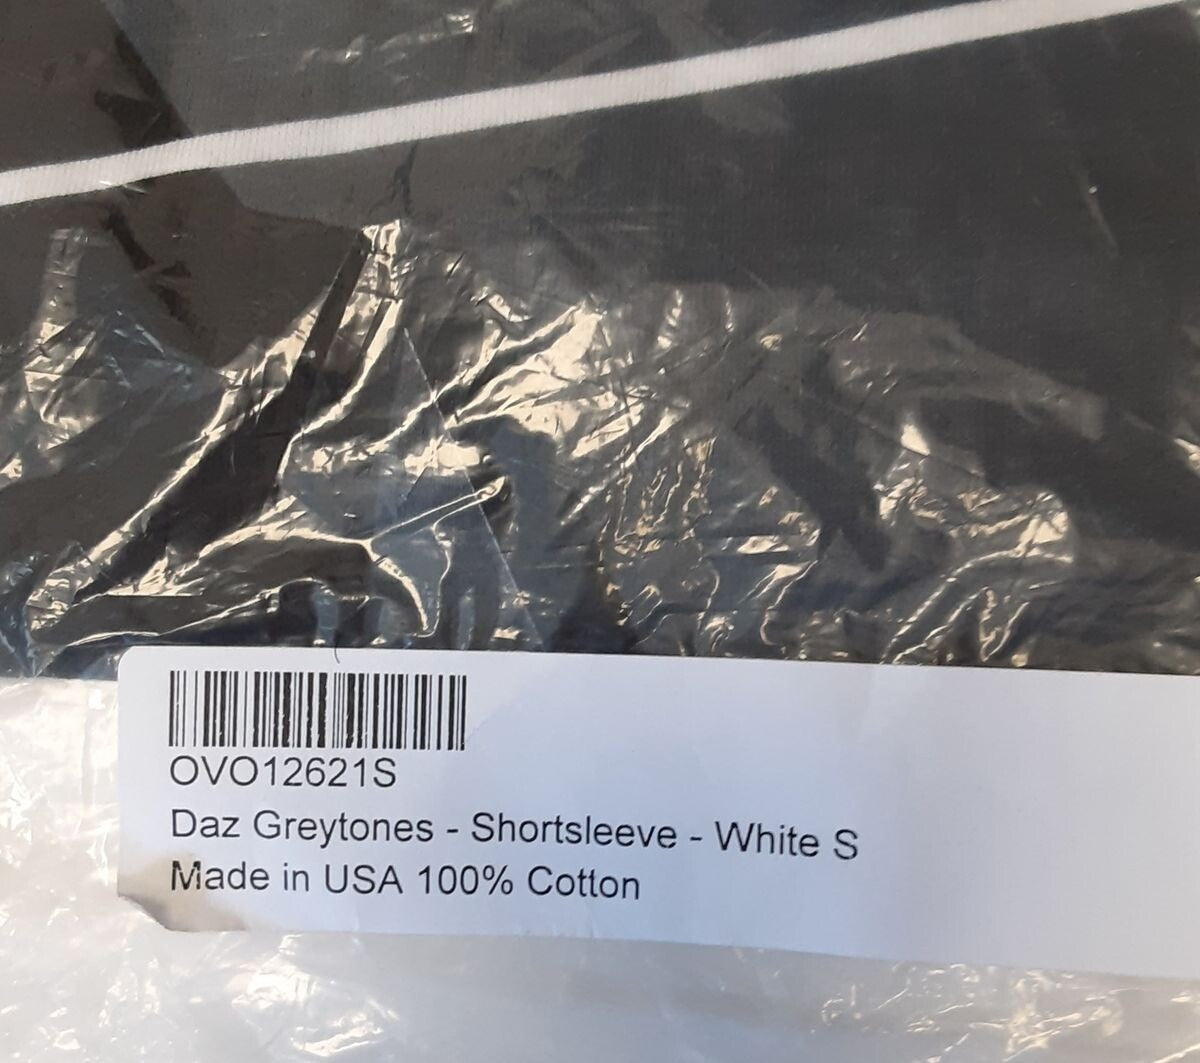 OVO12621S
Daz Greytones - Shortsleeve - White S
Made in USA 100% Cotton